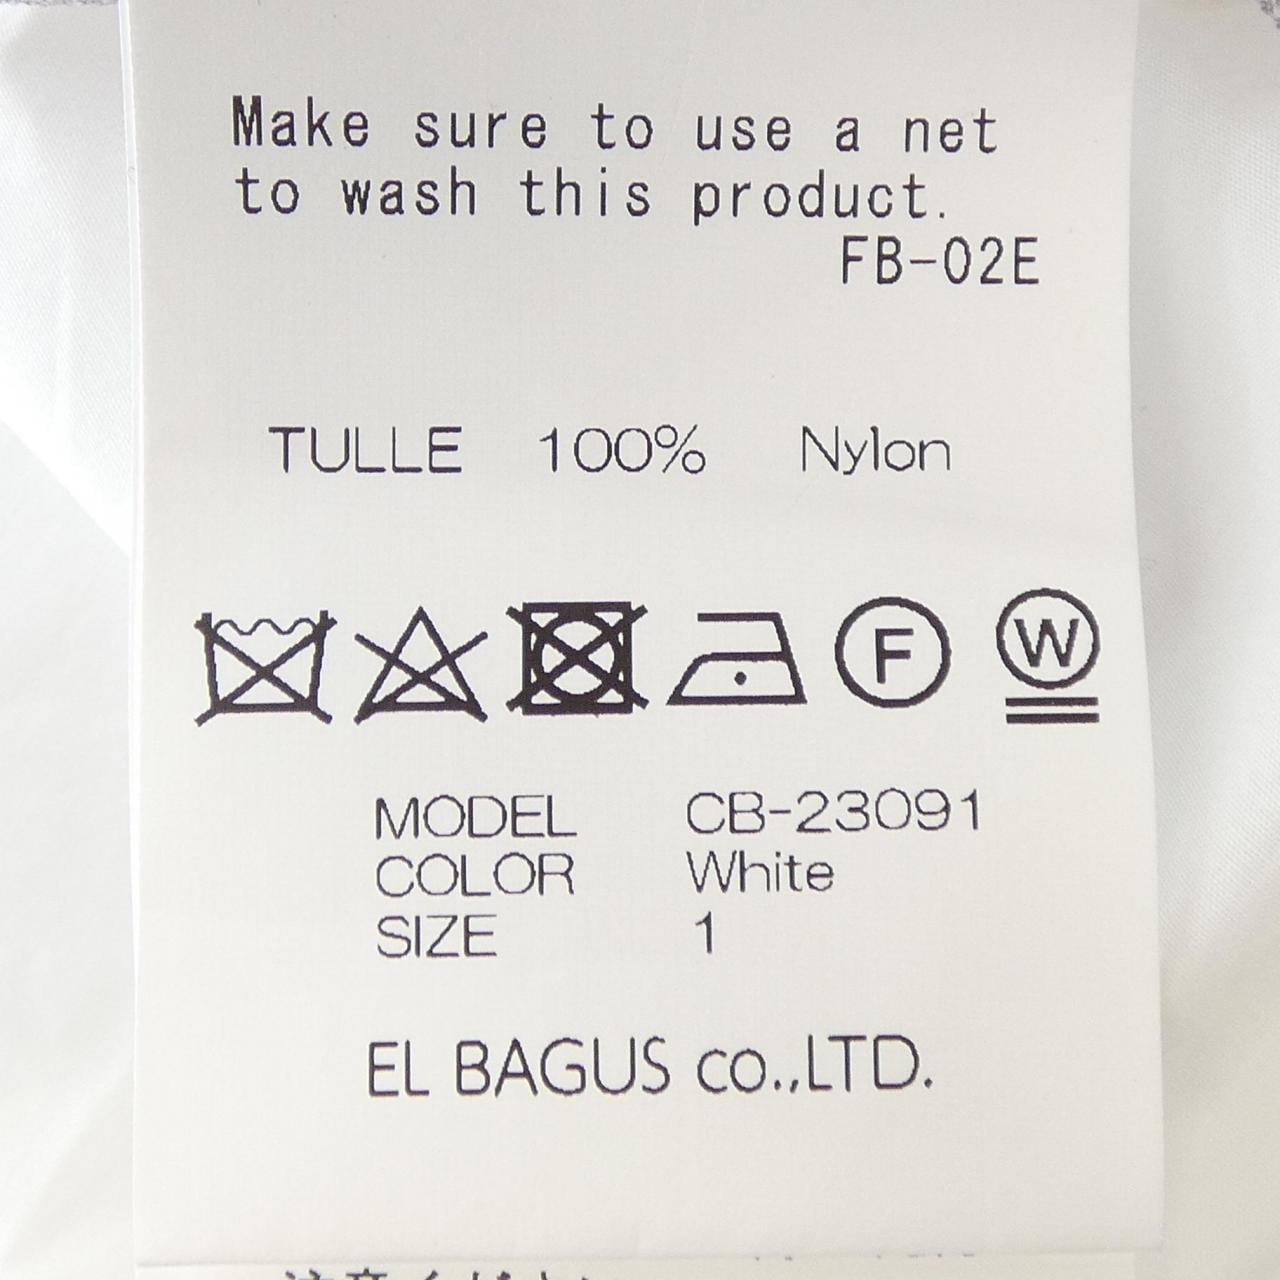 Make sure to use a net
to wash this product.
FB-02E
TULLE 100% Nylon
F W
MODEL CB-23091
COLOR White
SIZE 1
EL BAGUS co.,LTD.